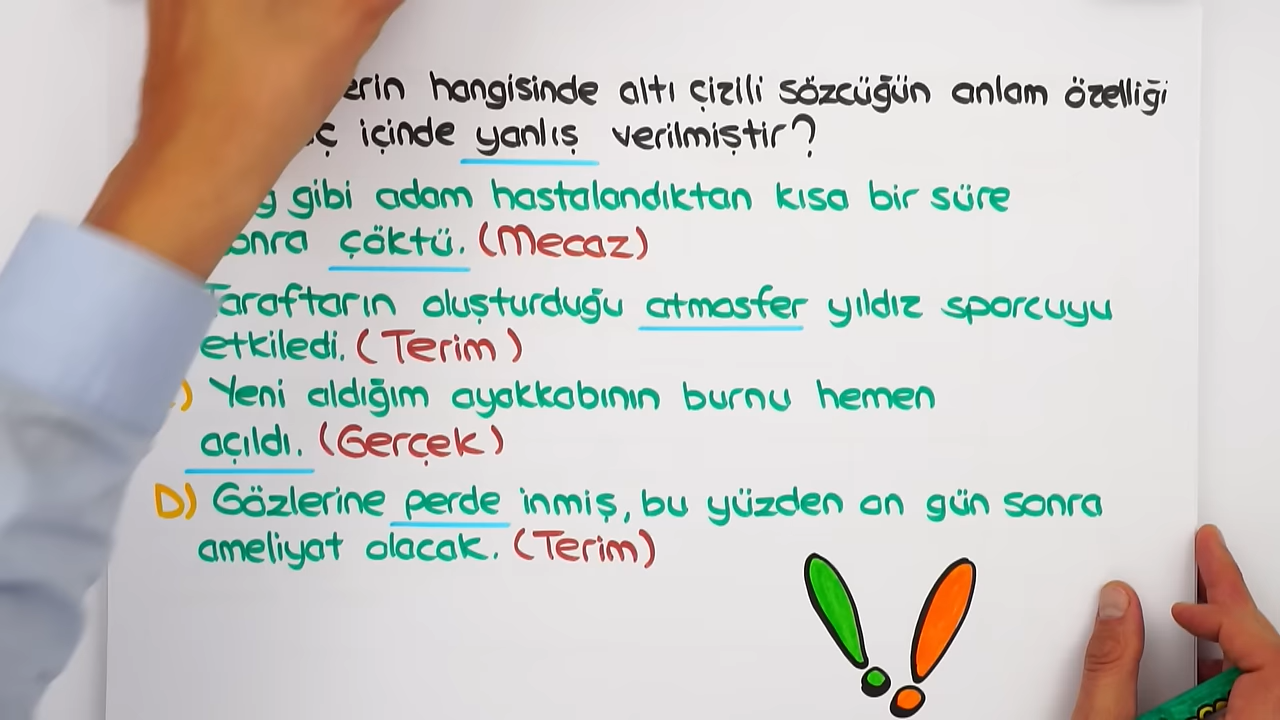 hangisinde altı çizili sözcüğün anlam özelliği
içinde yanlış verilmiştir?
gibi adam hastalandıktan kısa bir süre
çöktü. (Mecaz)
Taraftarın oluşturduğu atmosfer yıldız sporcuyu
etkiledi. (Terim)
Yeni aldığım ayakkabının burnu hemen
açıldı. (Gerçek)
D) Gözlerine perde inmiş, bu yüzden on gün sonra
ameliyat olacak. (Terim)